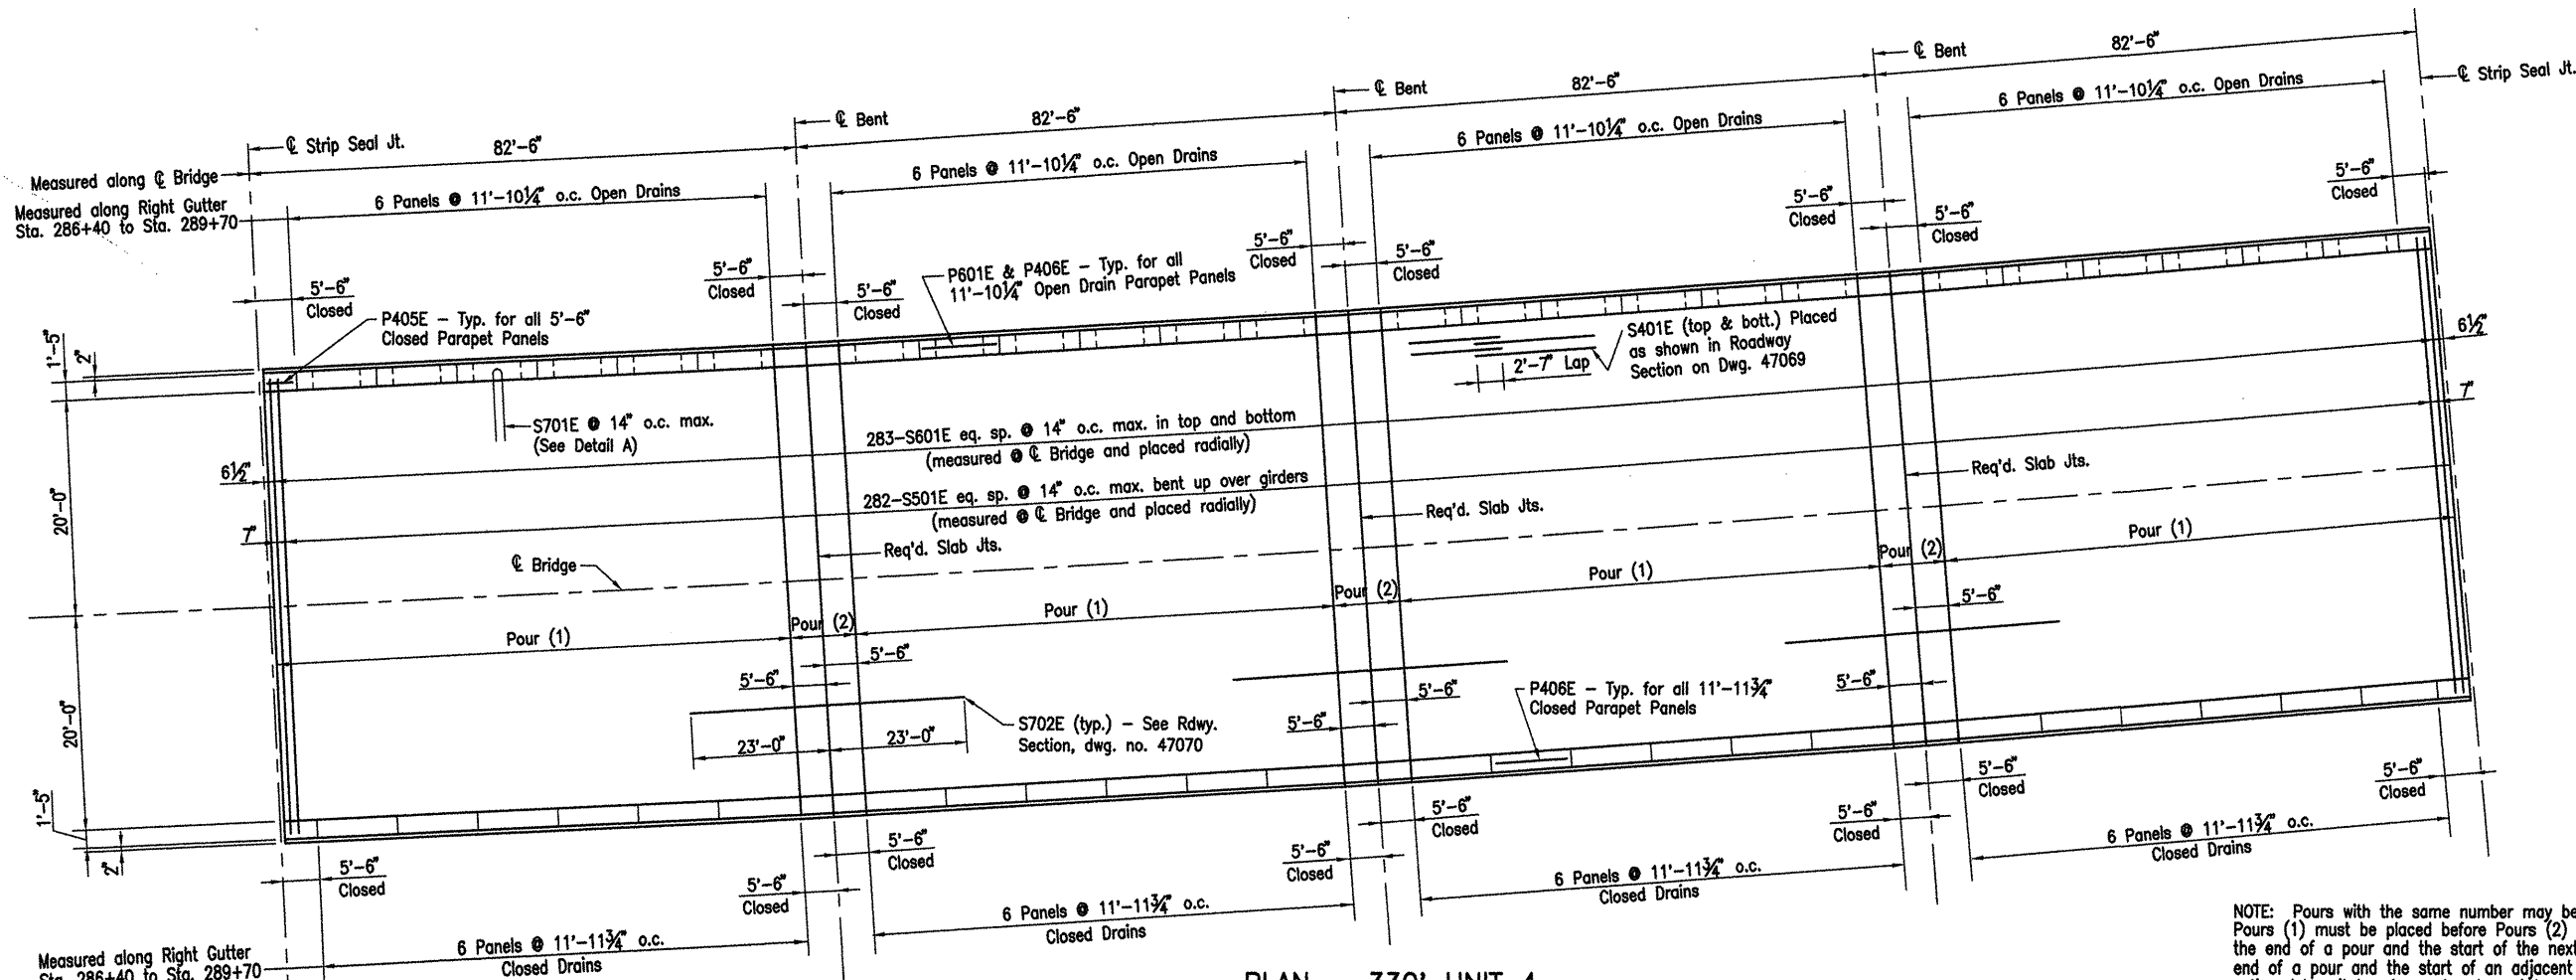 ℄ Bent
82'-6"
℄ Strip Seal Jt.
6 Panels @ 11'-10¼" o.c. Open Drains
℄ Bent
82'-6"
6 Panels @ 11'-10¼" o.c. Open Drains
℄ Bent
82'-6"
6 Panels @ 11'-10¼" o.c. Open Drains
℄ Strip Seal Jt.
82'-6"
Measured along ℄ Bridge
6 Panels @ 11'-10¼" o.c. Open Drains
Measured along Right Gutter
Sta. 286+40 to Sta. 289+70
5'-6"
Closed
5'-6"
Closed
5'-6"
Closed
5'-6"
Closed
5'-6"
Closed
5'-6"
Closed
5'-6"
Closed
5'-6"
Closed
P601E & P406E – Typ. for all
11'-10¼" Open Drain Parapet Panels
P405E – Typ. for all 5'-6"
Closed Parapet Panels
S401E (top & bott.) Placed
as shown in Roadway
Section on Dwg. 47069
2'-7" Lap
1'-5"
2"
6½"
7"
S701E @ 14" o.c. max.
(See Detail A)
283-S601E eq. sp. @ 14" o.c. max. in top and bottom
(measured @ ℄ Bridge and placed radially)
282-S501E eq. sp. @ 14" o.c. max. bent up over girders
(measured @ ℄ Bridge and placed radially)
6½"
7"
20'-0"
Req'd. Slab Jts.
Req'd. Slab Jts.
Req'd. Slab Jts.
℄ Bridge
Pour (1)
Pour (2)
Pour (1)
Pour (2)
Pour (1)
Pour (2)
Pour (1)
5'-6"
5'-6"
5'-6"
5'-6"
5'-6"
5'-6"
20'-0"
S702E (typ.) – See Rdwy.
Section, dwg. no. 47070
23'-0"
23'-0"
P406E – Typ. for all 11'-11¾"
Closed Parapet Panels
1'-5"
2"
5'-6"
Closed
5'-6"
Closed
5'-6"
Closed
5'-6"
Closed
5'-6"
Closed
5'-6"
Closed
5'-6"
Closed
5'-6"
Closed
6 Panels @ 11'-11¾" o.c.
Closed Drains
6 Panels @ 11'-11¾" o.c.
Closed Drains
6 Panels @ 11'-11¾" o.c.
Closed Drains
6 Panels @ 11'-11¾" o.c.
Closed Drains
Measured along Right Gutter
Sta. 286+40 to Sta. 289+70
PLAN – 330' UNIT 4
NOTE: Pours with the same number may be
Pours (1) must be placed before Pours (2)
the end of a pour and the start of the next
end of a pour and the start of an adjacent